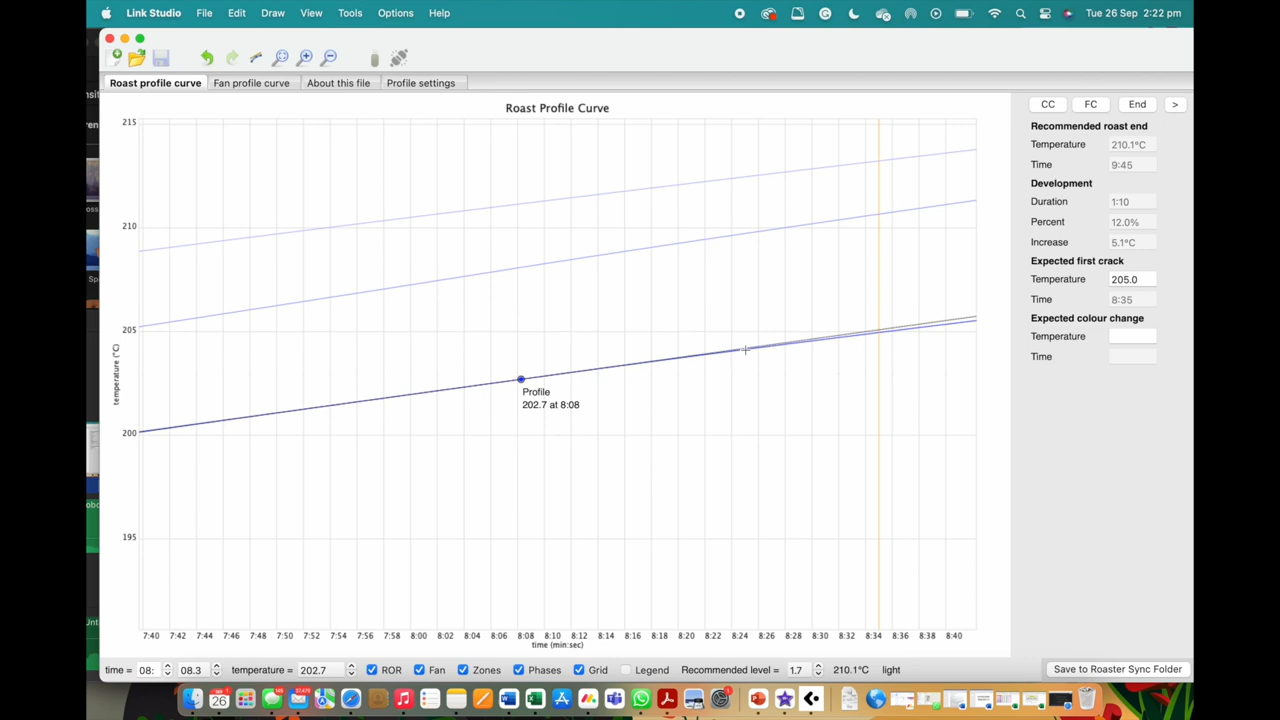 Link Studio File Edit Draw View Tools Options Help Tue 26 Sep 2:22 pm
Roast profile curve Fan profile curve About this file Profile settings
Roast Profile Curve
CC FC End >
Recommended roast end
Temperature 210.1°C
Time 9:45
Development
Duration 1:10
Percent 12.0%
Increase 5.1°C
Expected first crack
Temperature 205.0
Time 8:35
Expected colour change
Temperature
Time
215
210
205
200
195
temperature (°C)
Profile
202.7 at 8:08
7:40 7:42 7:44 7:46 7:48 7:50 7:52 7:54 7:56 7:58 8:00 8:02 8:04 8:06 8:08 8:10 8:12 8:14 8:16 8:18 8:20 8:22 8:24 8:26 8:28 8:30 8:32 8:34 8:36 8:38 8:40
time (min:sec)
time = 08: 08.3 temperature = 202.7 ROR Fan Zones Phases Grid Legend Recommended level = 1.7 210.1°C light
Save to Roaster Sync Folder